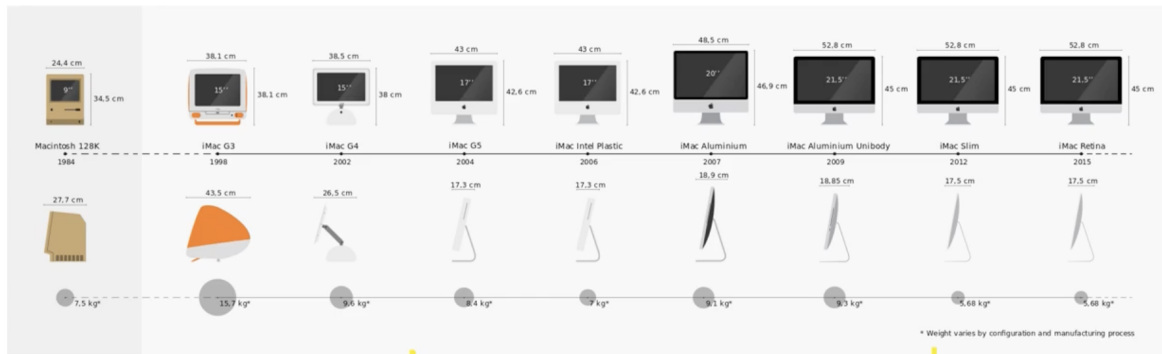 48,5 cm
52,8 cm
52,8 cm
52,8 cm
38,1 cm
38,5 cm
43 cm
43 cm
24,4 cm
9''
15''
15''
17''
17''
20''
21,5''
21,5''
21,5''
34,5 cm
38,1 cm
38 cm
42,6 cm
42,6 cm
46,9 cm
45 cm
45 cm
45 cm
Macintosh 128K
iMac G3
iMac G4
iMac G5
iMac Intel Plastic
iMac Aluminium
iMac Aluminium Unibody
iMac Slim
iMac Retina
1984
1998
2002
2004
2006
2007
2009
2012
2015
27,7 cm
43,5 cm
26,5 cm
17,3 cm
17,3 cm
18,9 cm
18,85 cm
17,5 cm
17,5 cm
7,5 kg*
15,7 kg*
9,6 kg*
8,4 kg*
7 kg*
9,1 kg*
9,3 kg*
5,68 kg*
5,68 kg*
* Weight varies by configuration and manufacturing process